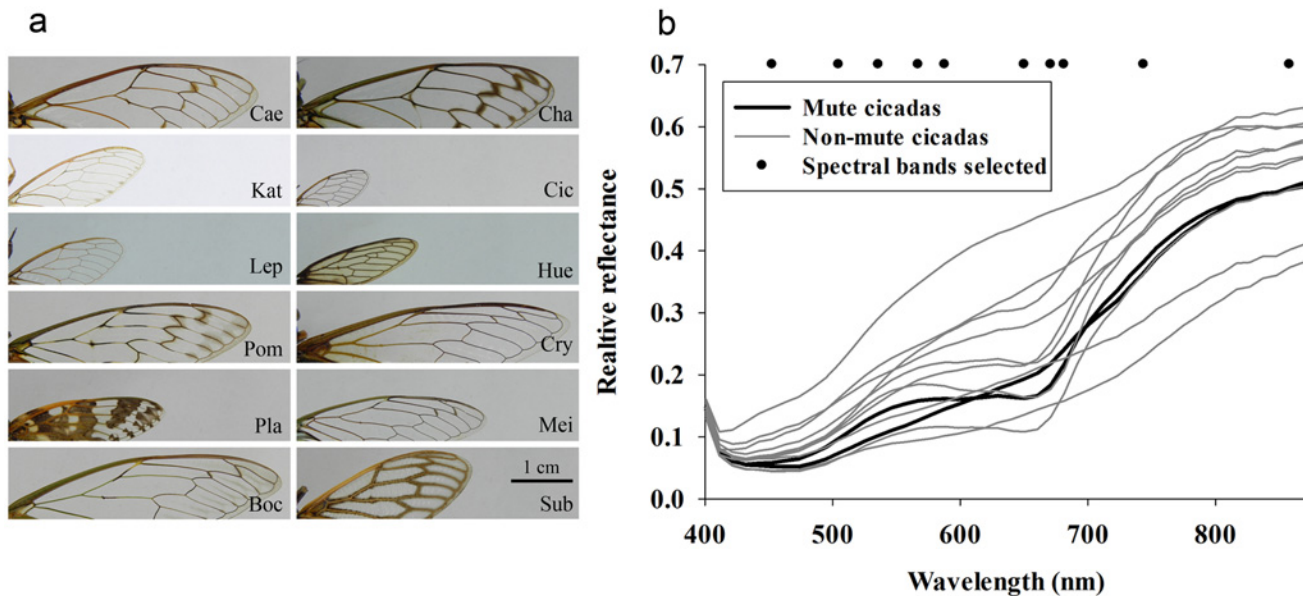 a
Cae
Cha
Kat
Cic
Lep
Hue
Pom
Cry
Pla
Mei
Boc
1 cm
Sub
b
Realtive reflectance
0.7
0.6
0.5
0.4
0.3
0.2
0.1
0.0
Mute cicadas
Non-mute cicadas
Spectral bands selected
400
500
600
700
800
Wavelength (nm)